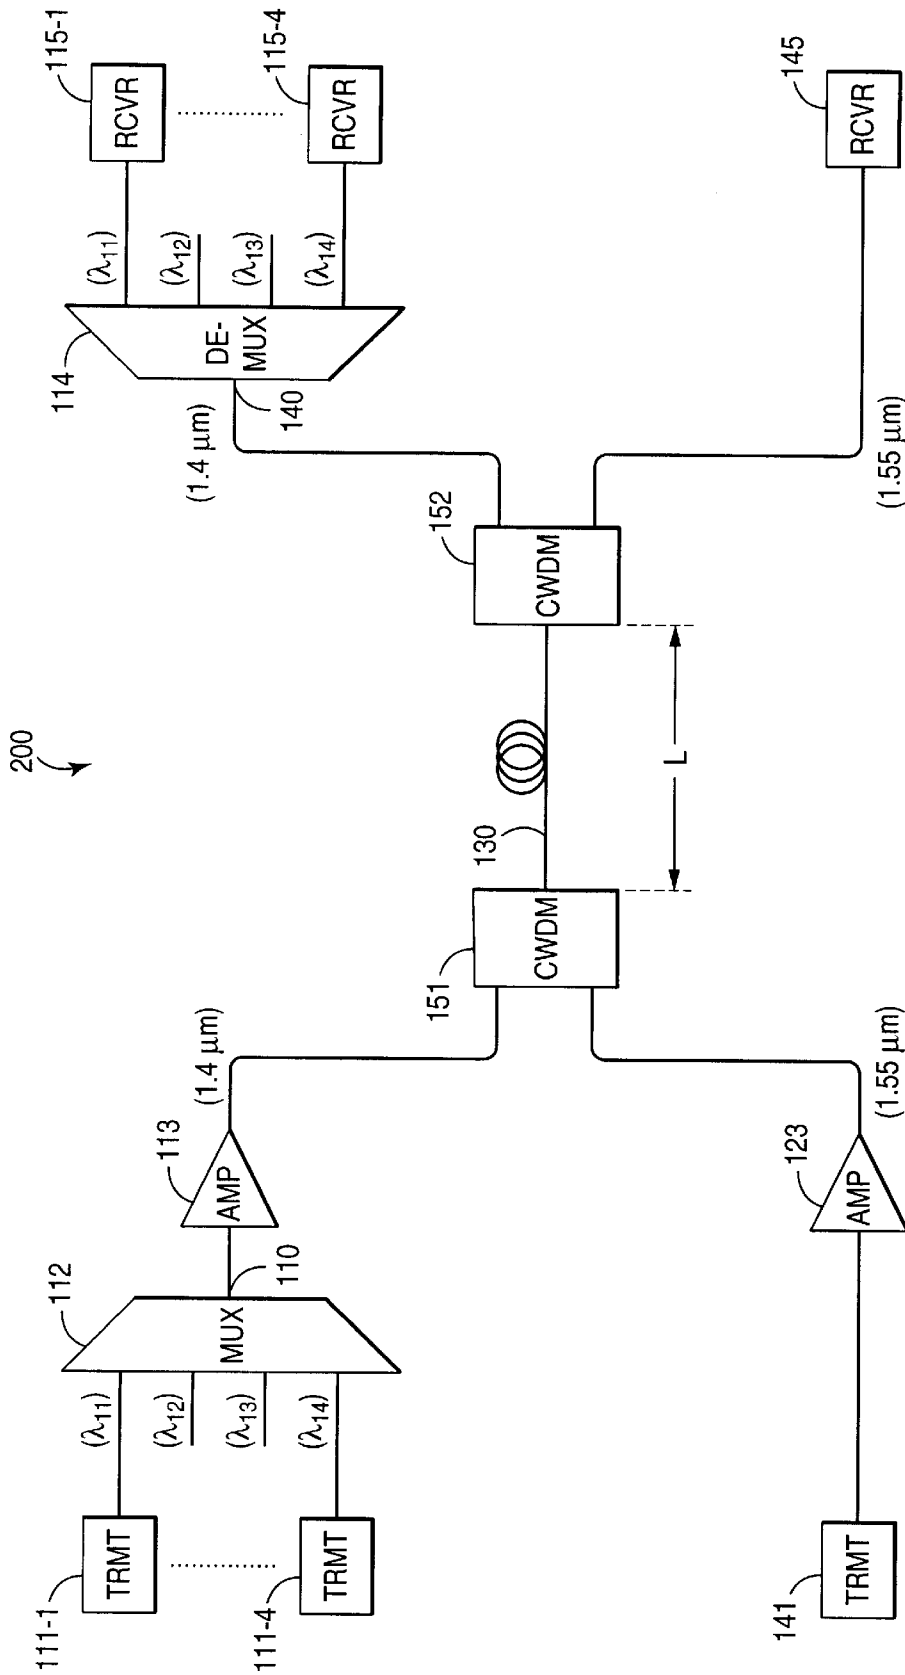 200
111-1
TRMT
111-4
TRMT
(λ11)
(λ12)
(λ13)
(λ14)
112
MUX
110
113
AMP
(1.4 μm)
141
TRMT
123
AMP
(1.55 μm)
151
CWDM
130
L
152
CWDM
(1.4 μm)
140
114
DE-
MUX
(λ11)
(λ12)
(λ13)
(λ14)
115-1
RCVR
115-4
RCVR
(1.55 μm)
145
RCVR